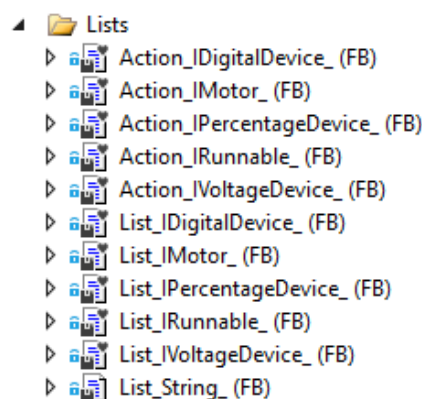 Lists
Action_IDigitalDevice_ (FB)
Action_IMotor_ (FB)
Action_IPercentageDevice_ (FB)
Action_IRunnable_ (FB)
Action_IVoltageDevice_ (FB)
List_IDigitalDevice_ (FB)
List_IMotor_ (FB)
List_IPercentageDevice_ (FB)
List_IRunnable_ (FB)
List_IVoltageDevice_ (FB)
List_String_ (FB)